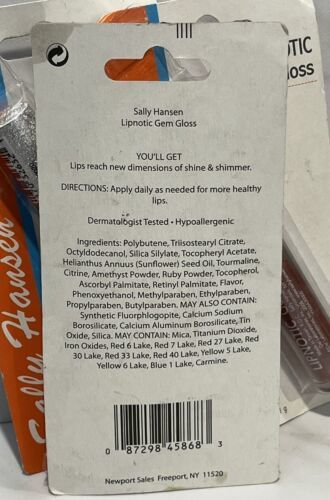 Sally Hansen
Lipnotic Gem Gloss
YOU'LL GET
Lips reach new dimensions of shine & shimmer.
DIRECTIONS: Apply daily as needed for more healthy
lips.
Dermatologist Tested • Hypoallergenic
Ingredients: Polybutene, Triisostearyl Citrate,
Octyldodecanol, Silica Silylate, Tocopheryl Acetate,
Helianthus Annuus (Sunflower) Seed Oil, Tourmaline,
Citrine, Amethyst Powder, Ruby Powder, Tocopherol,
Ascorbyl Palmitate, Retinyl Palmitate, Flavor,
Phenoxyethanol, Methylparaben, Ethylparaben,
Propylparaben, Butylparaben. MAY ALSO CONTAIN:
Synthetic Fluorphlogopite, Calcium Sodium
Borosilicate, Calcium Aluminum Borosilicate, Tin
Oxide, Silica. MAY CONTAIN: Mica, Titanium Dioxide,
Iron Oxides, Red 6 Lake, Red 7 Lake, Red 27 Lake, Red
30 Lake, Red 33 Lake, Red 40 Lake, Yellow 5 Lake,
Yellow 6 Lake, Blue 1 Lake, Carmine.
0 87298 45868 3
Newport Sales Freeport, NY 11520
Sally Hansen
OTIC
loss
LIPNOTIC